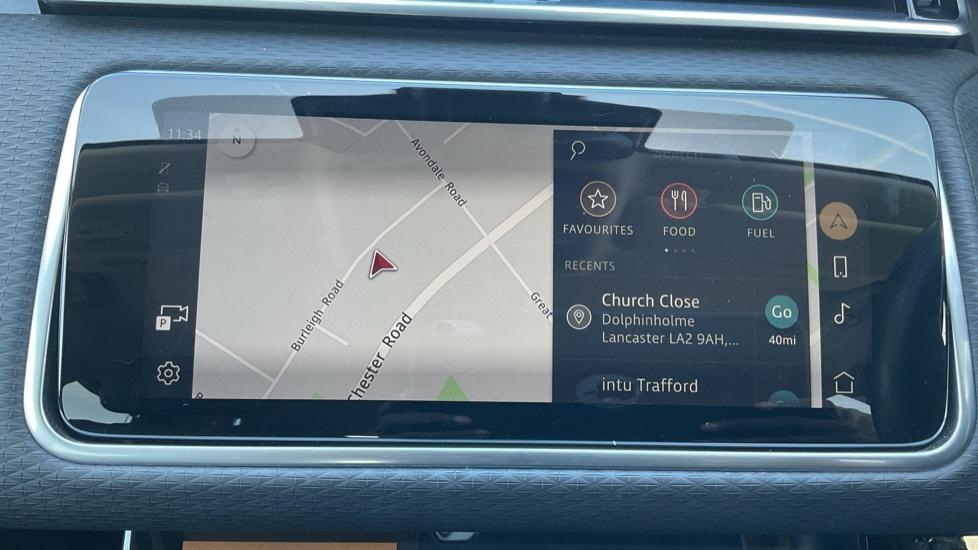 11:34
N
Avondale Road
Burleigh Road
Chester Road
Great
P
Search
FAVOURITES
FOOD
FUEL
RECENTS
Church Close
Dolphinholme
Lancaster LA2 9AH,...
Go
40mi
intu Trafford